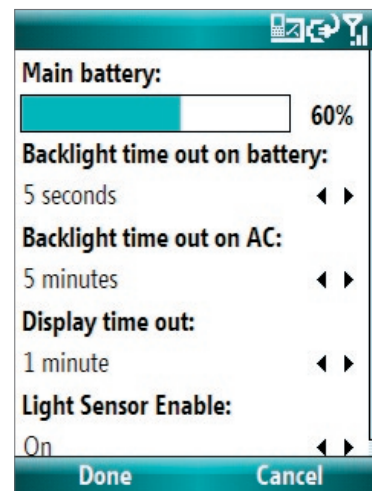 Main battery:
60%
Backlight time out on battery:
5 seconds
Backlight time out on AC:
5 minutes
Display time out:
1 minute
Light Sensor Enable:
On
Done Cancel